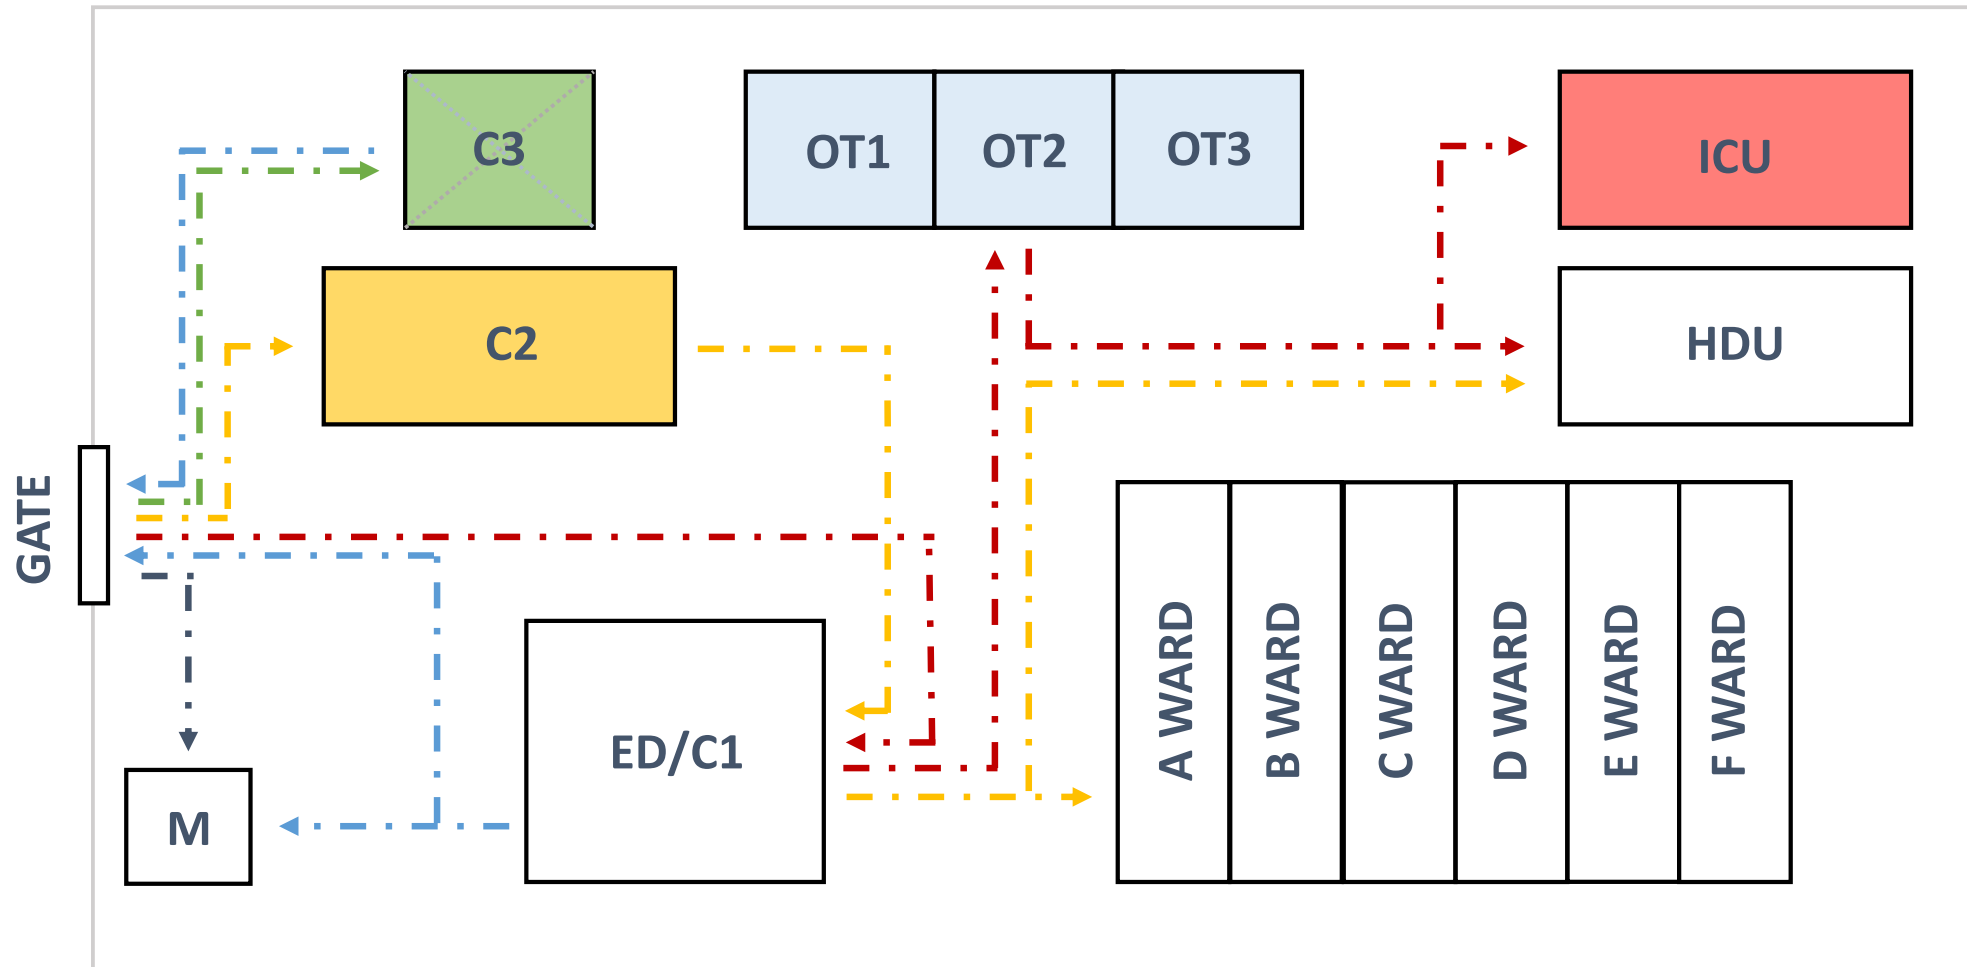 C3
OT1
OT2
OT3
ICU
C2
HDU
GATE
ED/C1
M
A WARD
B WARD
C WARD
D WARD
E WARD
F WARD